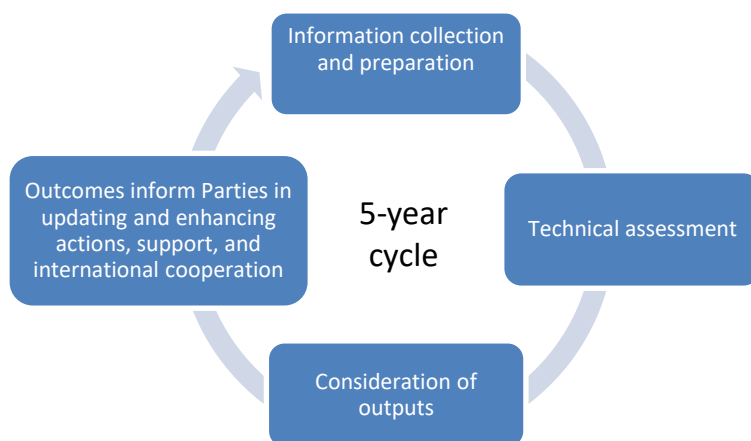 Information collection
and preparation
Technical assessment
Consideration of
outputs
Outcomes inform Parties in
updating and enhancing
actions, support, and
international cooperation
5-year
cycle